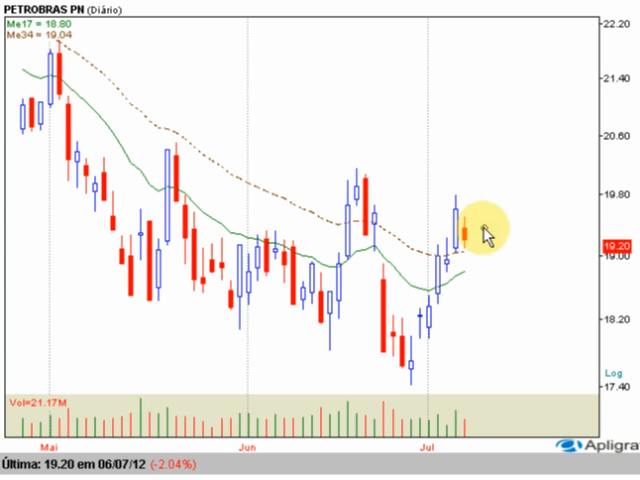 PETROBRAS PN (Diário)
Me17 = 18.80
Me34 = 19.04
22.20
21.40
20.60
19.80
19.20
19.00
18.20
Log
17.40
Vol=21.17M
Mai Jun Jul
Apligra
Última: 19.20 em 06/07/12 (-2.04%)